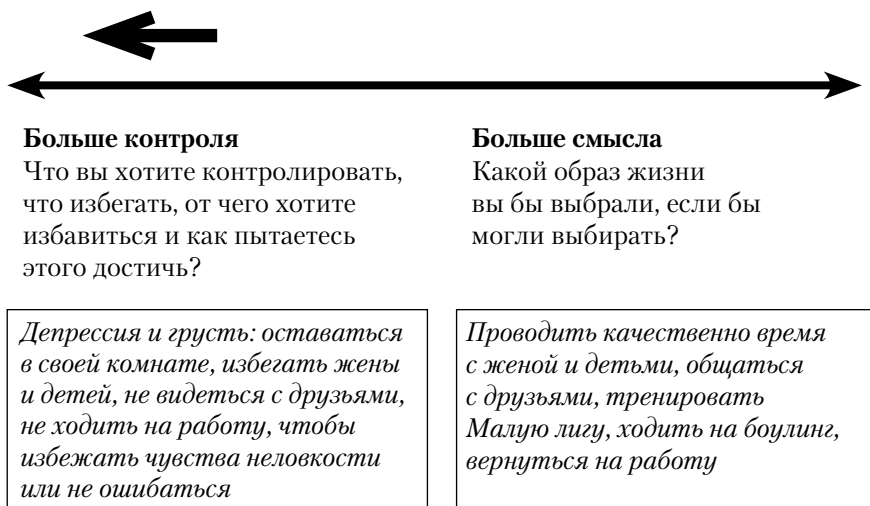 Больше контроля
Что вы хотите контролировать,
что избегать, от чего хотите
избавиться и как пытаетесь
этого достичь?
Больше смысла
Какой образ жизни
вы бы выбрали, если бы
могли выбирать?
Депрессия и грусть: оставаться
в своей комнате, избегать жены
и детей, не видеться с друзьями,
не ходить на работу, чтобы
избежать чувства неловкости
или не ошибаться
Проводить качественно время
с женой и детьми, общаться
с друзьями, тренировать
Малую лигу, ходить на боулинг,
вернуться на работу